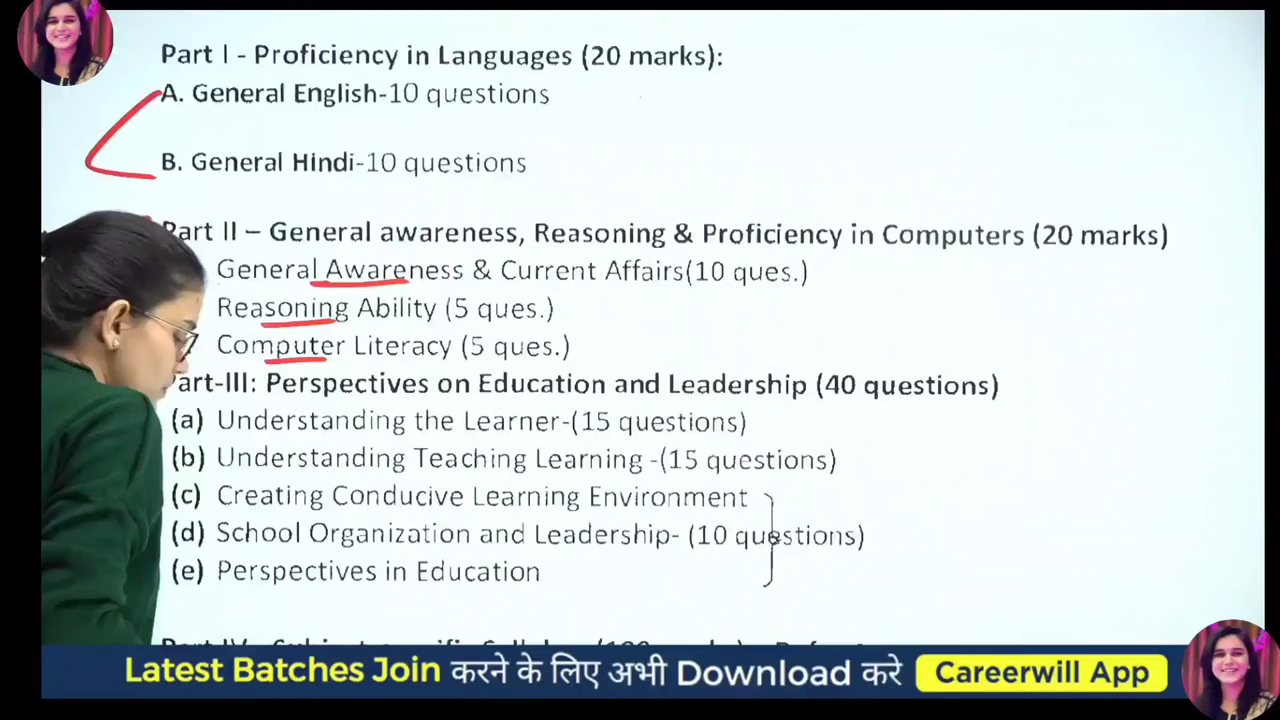 Part I - Proficiency in Languages (20 marks):
A. General English-10 questions
B. General Hindi-10 questions
Part II – General awareness, Reasoning & Proficiency in Computers (20 marks)
General Awareness & Current Affairs(10 ques.)
Reasoning Ability (5 ques.)
Computer Literacy (5 ques.)
Part-III: Perspectives on Education and Leadership (40 questions)
(a) Understanding the Learner-(15 questions)
(b) Understanding Teaching Learning -(15 questions)
(c) Creating Conducive Learning Environment
(d) School Organization and Leadership- (10 questions)
(e) Perspectives in Education
Latest Batches Join करने के लिए अभी Download करे Careerwill App